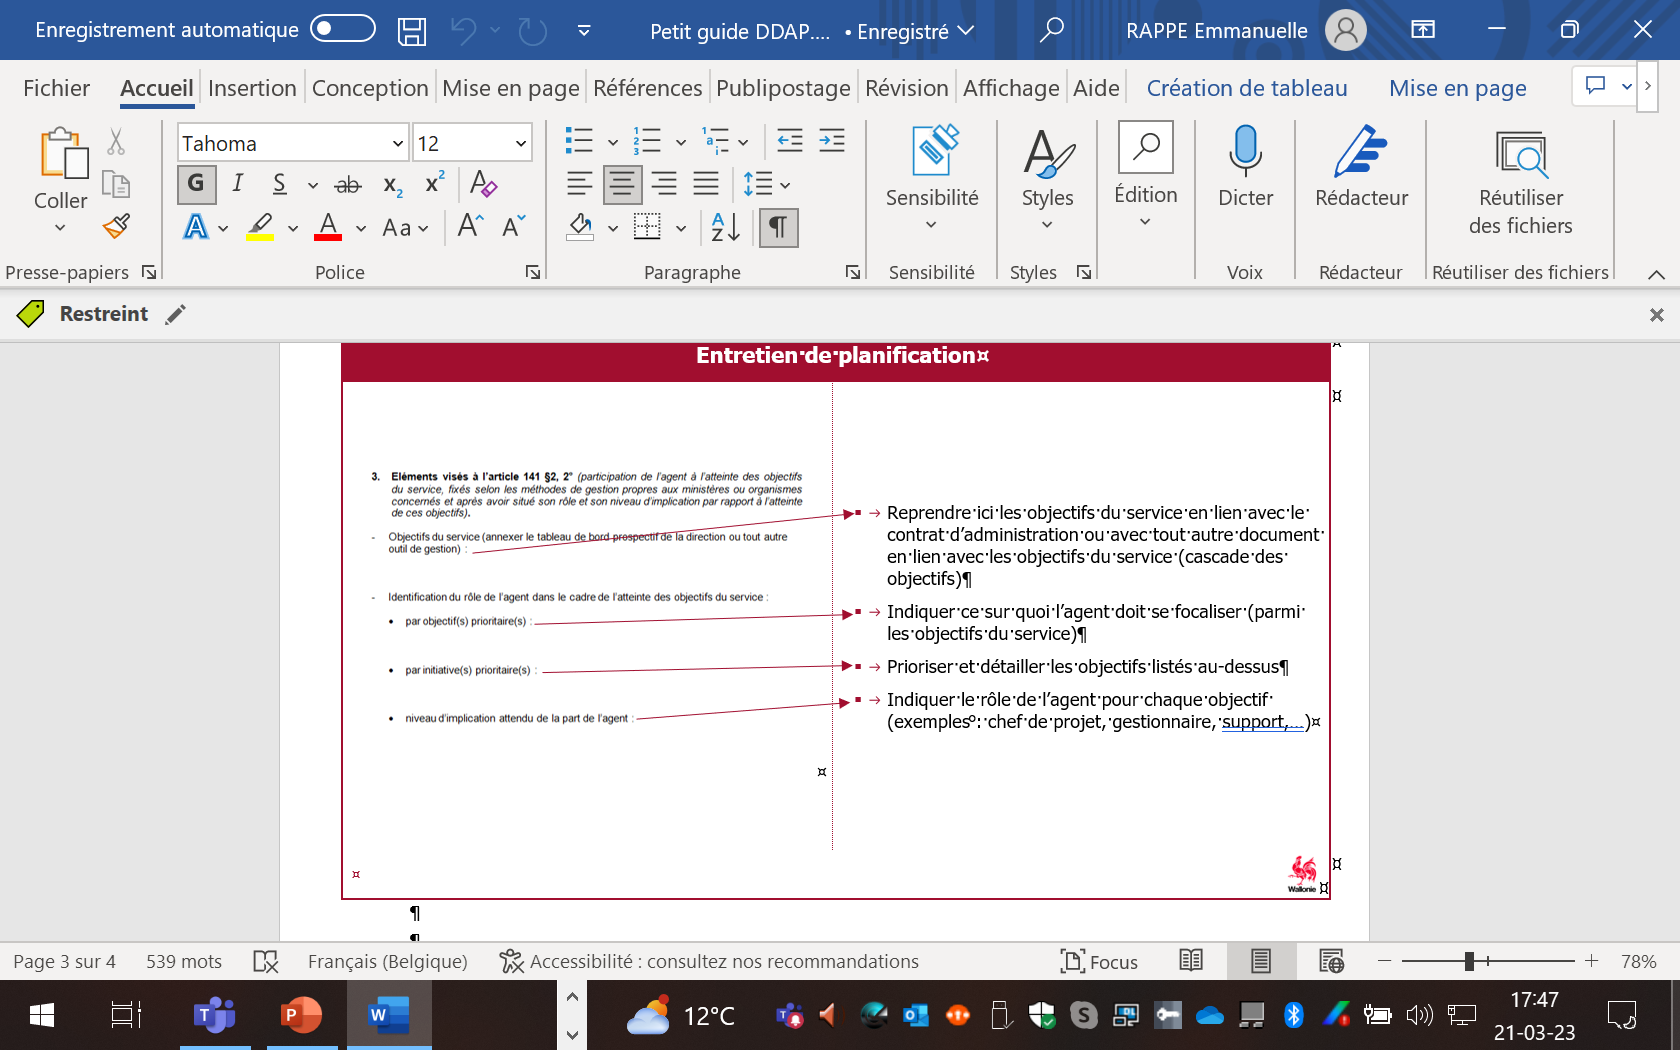 Enregistrement automatique
Petit guide DDAP.... • Enregistré
RAPPE Emmanuelle
Fichier Accueil Insertion Conception Mise en page Références Publipostage Révision Affichage Aide Création de tableau Mise en page
Tahoma 12
Coller
G I S ab x₂ x²
A A Aa A A
Sensibilité
Styles
Édition
Dicter
Rédacteur
Réutiliser
des fichiers
Presse-papiers Police Paragraphe Sensibilité Styles Voix Rédacteur Réutiliser des fichiers
Restreint
Entretien·de·planification¤
3. Eléments visés à l'article 141 §2, 2° (participation de l'agent à l'atteinte des objectifs
du service, fixés selon les méthodes de gestion propres aux ministères ou organismes
concernés et après avoir situé son rôle et son niveau d'implication par rapport à l'atteinte
de ces objectifs).
- Objectifs du service (annexer le tableau de bord prospectif de la direction ou tout autre
outil de gestion) :
- Identification du rôle de l'agent dans le cadre de l'atteinte des objectifs du service :
• par objectif(s) prioritaire(s) :
• par initiative(s) prioritaire(s) :
• niveau d'implication attendu de la part de l'agent :
▪ → Reprendre·ici·les·objectifs·du·service·en·lien·avec·le·
contrat·d'administration·ou·avec·tout·autre·document·
en·lien·avec·les·objectifs·du·service·(cascade·des·
objectifs)¶
▪ → Indiquer·ce·sur·quoi·l'agent·doit·se·focaliser·(parmi·
les·objectifs·du·service)¶
▪ → Prioriser·et·détailler·les·objectifs·listés·au-dessus¶
▪ → Indiquer·le·rôle·de·l'agent·pour·chaque·objectif·
(exemples°:·chef·de·projet,·gestionnaire,·support,…)¤
Wallonie
Page 3 sur 4 539 mots Français (Belgique) Accessibilité : consultez nos recommandations Focus 78%
12°C
17:47
21-03-23